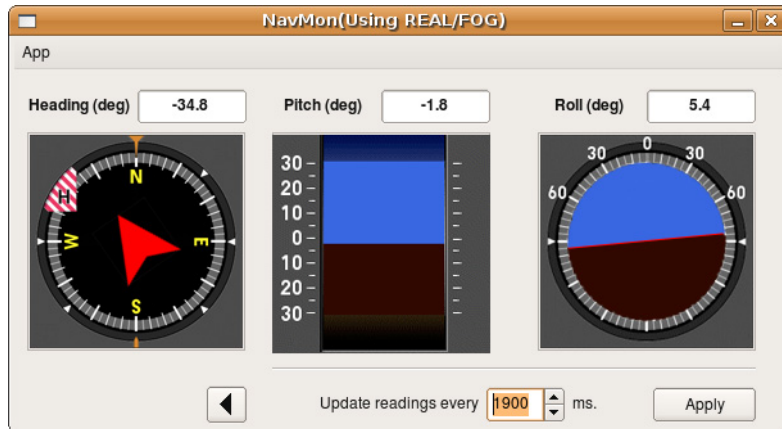 NavMon(Using REAL/FOG)
App
Heading (deg) -34.8
Pitch (deg) -1.8
Roll (deg) 5.4
N
E
S
W
H
30
20
10
0
10
20
30
60
30
0
30
60
Update readings every 1900 ms.
Apply